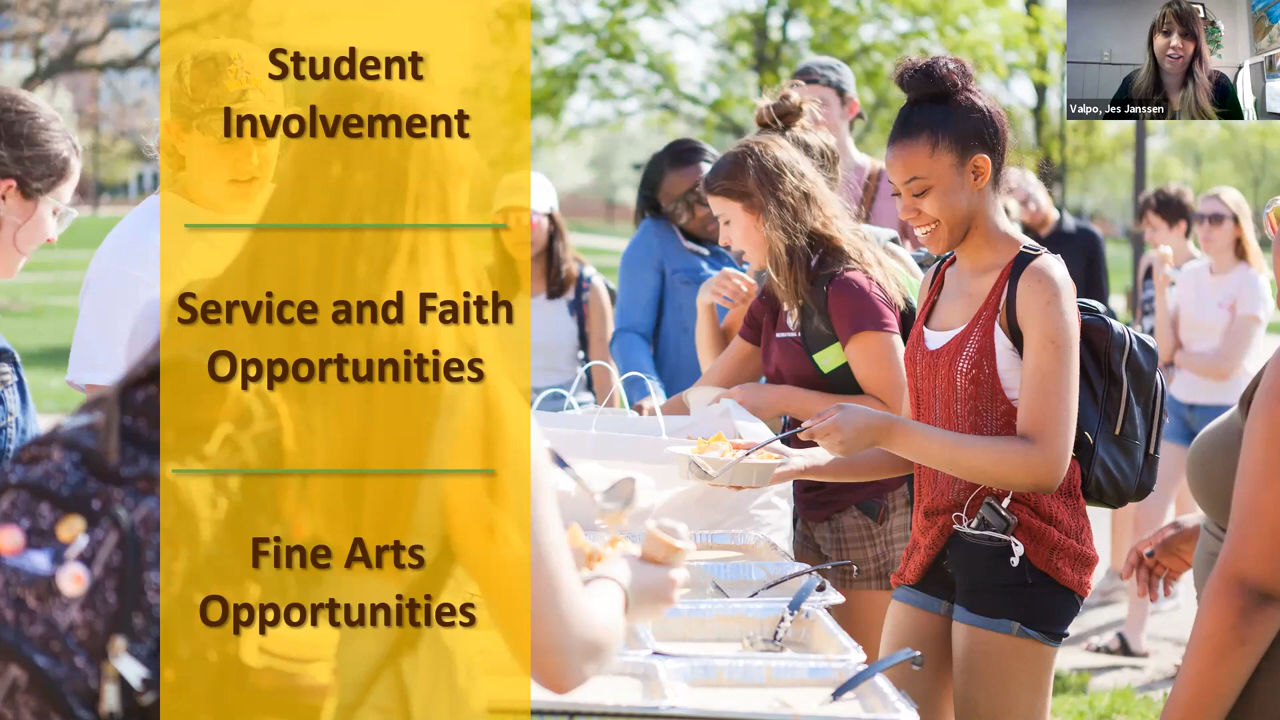 Student
Involvement
Service and Faith
Opportunities
Fine Arts
Opportunities
Valpo, Jes Janssen